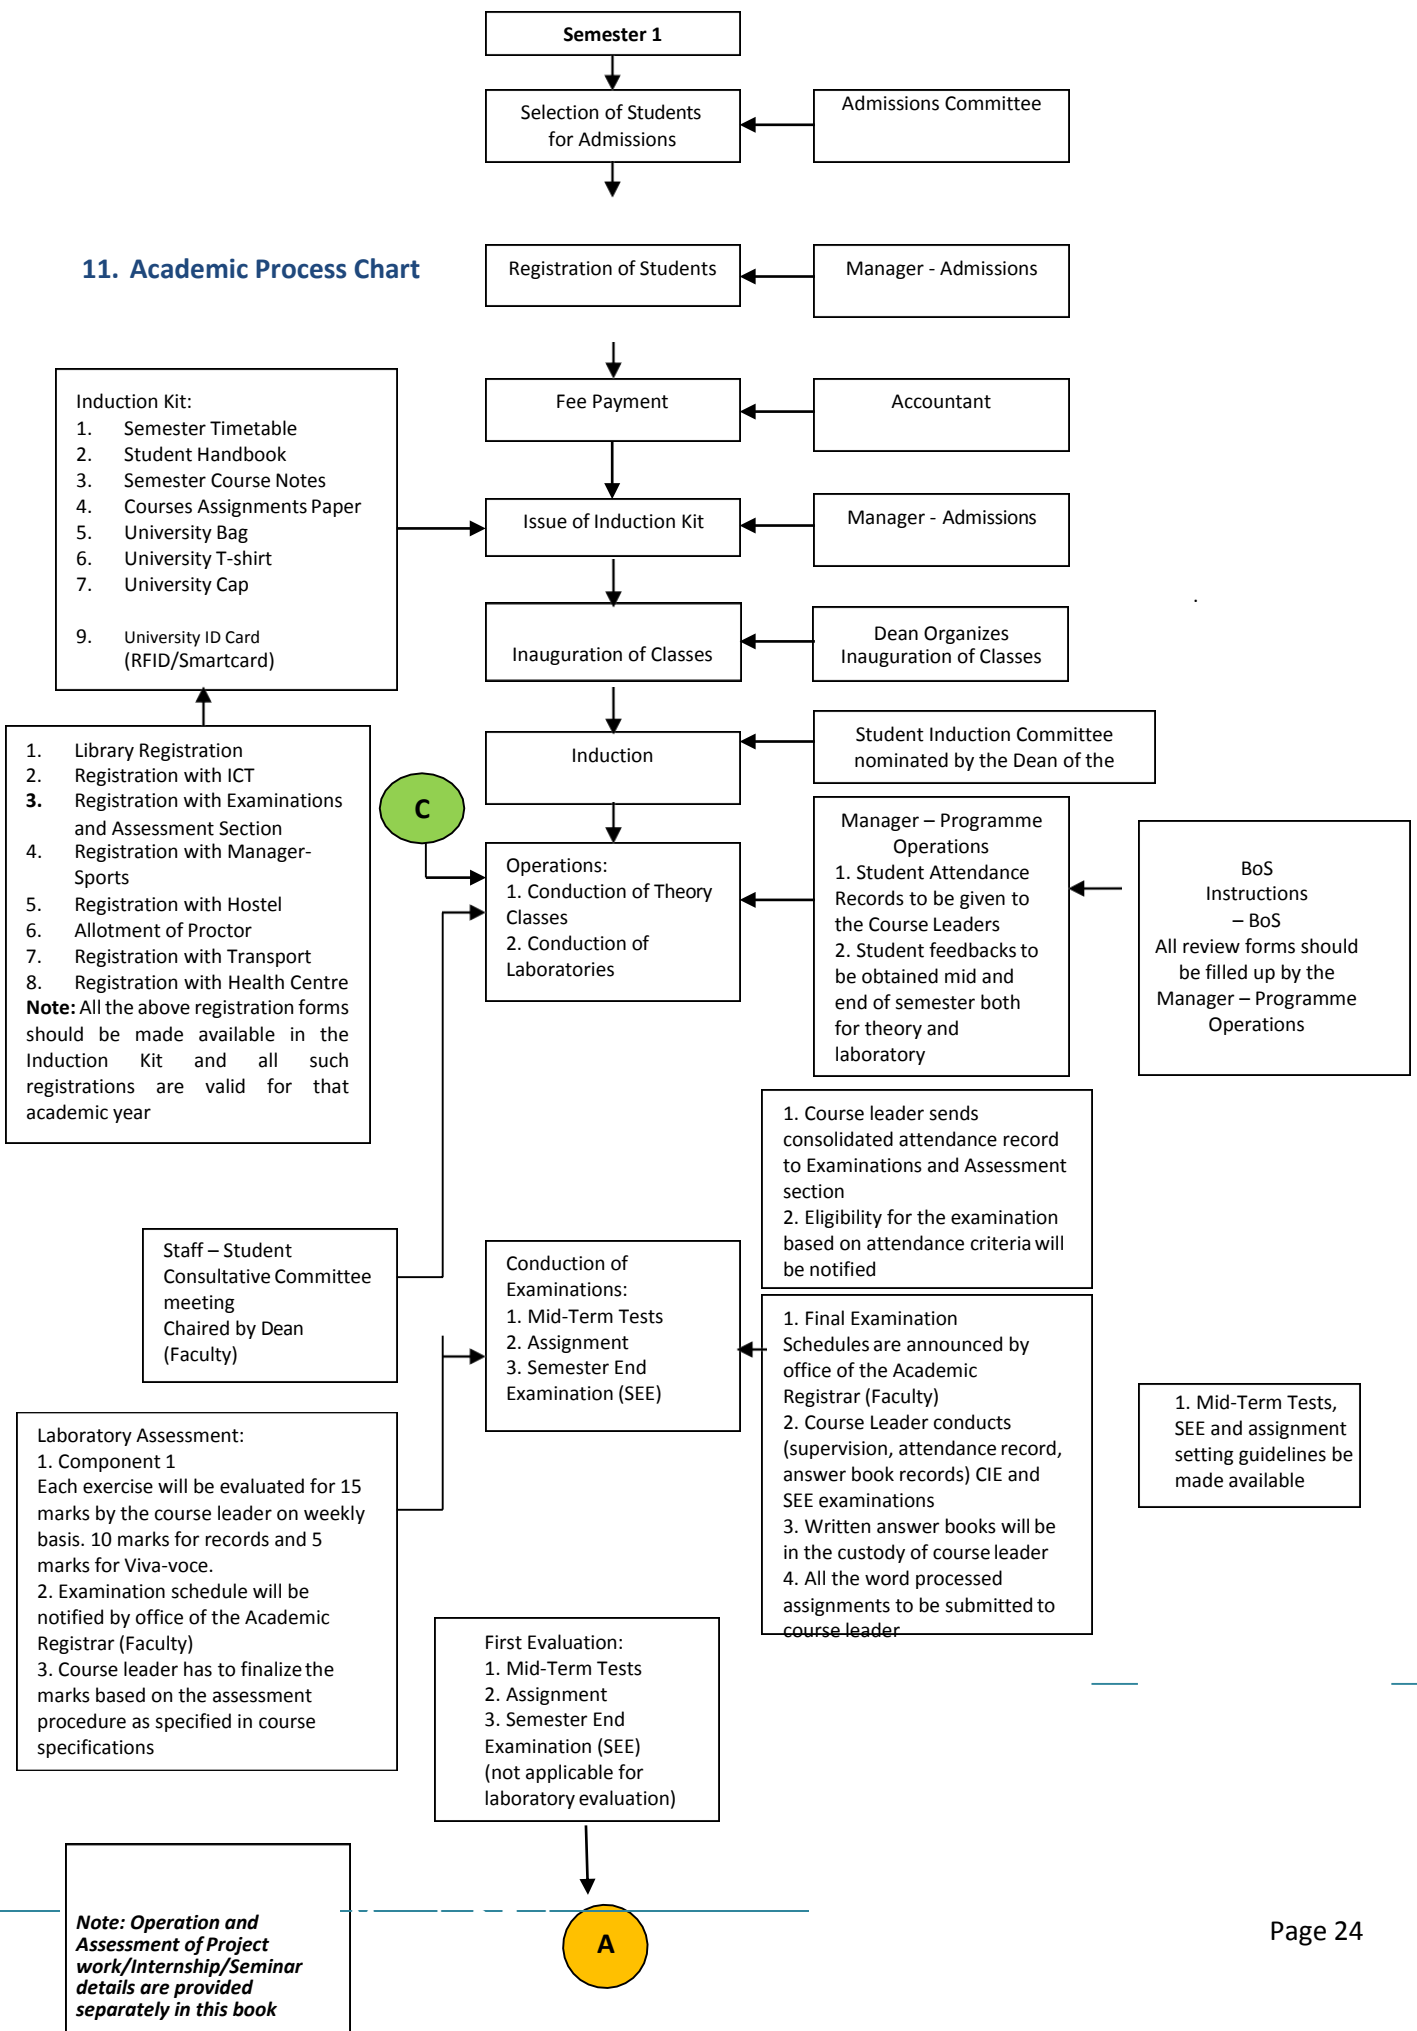 Semester 1
Selection of Students
for Admissions
Admissions Committee
11. Academic Process Chart
Registration of Students
Manager - Admissions
Fee Payment
Accountant
Induction Kit:
1. Semester Timetable
2. Student Handbook
3. Semester Course Notes
4. Courses Assignments Paper
5. University Bag
6. University T-shirt
7. University Cap
9. University ID Card
(RFID/Smartcard)
Issue of Induction Kit
Manager - Admissions
.
Inauguration of Classes
Dean Organizes
Inauguration of Classes
Induction
Student Induction Committee
nominated by the Dean of the
1. Library Registration
2. Registration with ICT
3. Registration with Examinations
and Assessment Section
4. Registration with Manager-
Sports
5. Registration with Hostel
6. Allotment of Proctor
7. Registration with Transport
8. Registration with Health Centre
Note: All the above registration forms
should be made available in the
Induction Kit and all such
registrations are valid for that
academic year
C
Operations:
1. Conduction of Theory
Classes
2. Conduction of
Laboratories
Manager – Programme
Operations
1. Student Attendance
Records to be given to
the Course Leaders
2. Student feedbacks to
be obtained mid and
end of semester both
for theory and
laboratory
BoS
Instructions
– BoS
All review forms should
be filled up by the
Manager – Programme
Operations
1. Course leader sends
consolidated attendance record
to Examinations and Assessment
section
2. Eligibility for the examination
based on attendance criteria will
be notified
Staff – Student
Consultative Committee
meeting
Chaired by Dean
(Faculty)
Conduction of
Examinations:
1. Mid-Term Tests
2. Assignment
3. Semester End
Examination (SEE)
1. Final Examination
Schedules are announced by
office of the Academic
Registrar (Faculty)
2. Course Leader conducts
(supervision, attendance record,
answer book records) CIE and
SEE examinations
3. Written answer books will be
in the custody of course leader
4. All the word processed
assignments to be submitted to
course leader
1. Mid-Term Tests,
SEE and assignment
setting guidelines be
made available
Laboratory Assessment:
1. Component 1
Each exercise will be evaluated for 15
marks by the course leader on weekly
basis. 10 marks for records and 5
marks for Viva-voce.
2. Examination schedule will be
notified by office of the Academic
Registrar (Faculty)
3. Course leader has to finalize the
marks based on the assessment
procedure as specified in course
specifications
First Evaluation:
1. Mid-Term Tests
2. Assignment
3. Semester End
Examination (SEE)
(not applicable for
laboratory evaluation)
Note: Operation and
Assessment of Project
work/Internship/Seminar
details are provided
separately in this book
A
Page 24